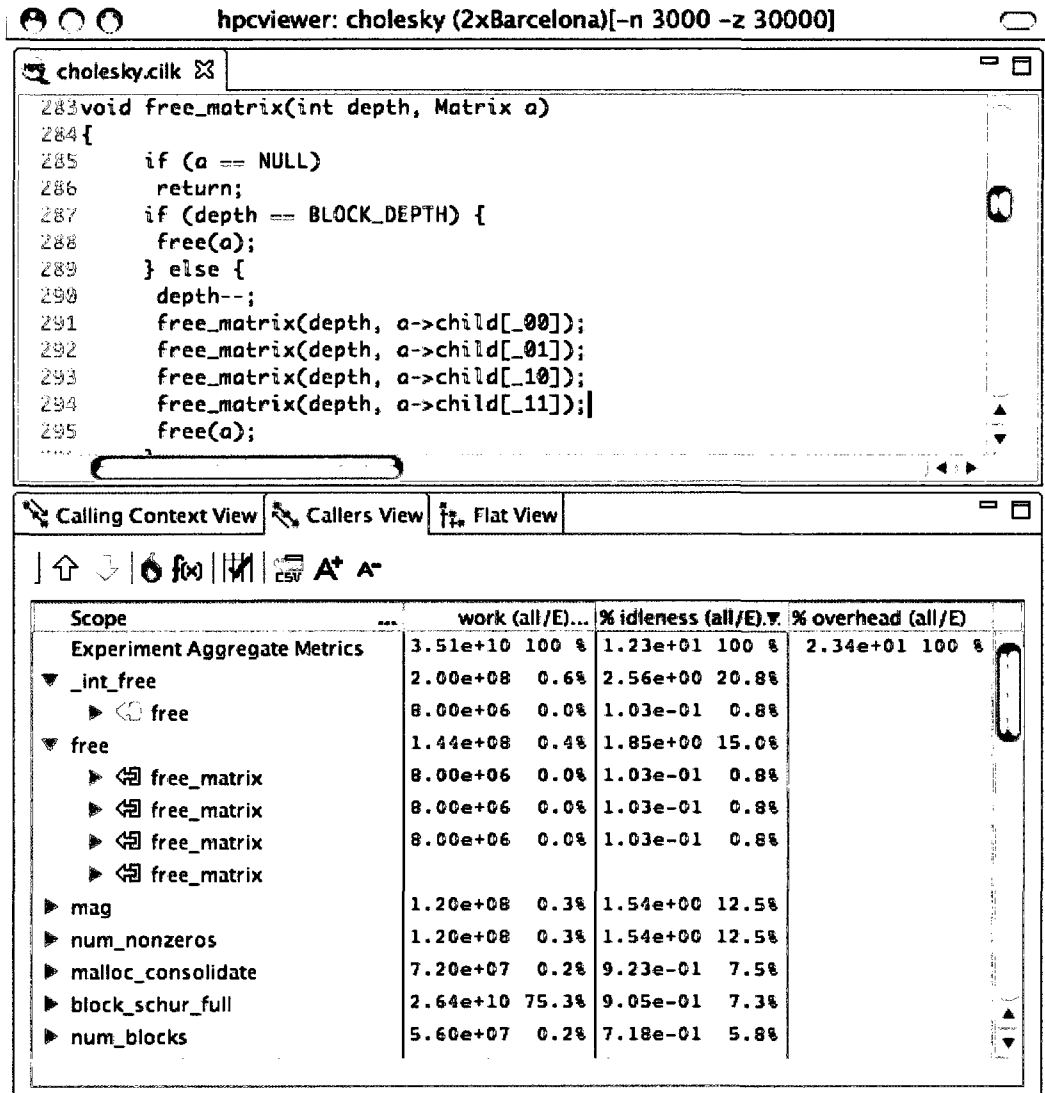 hpcviewer: cholesky (2xBarcelona)[-n 3000 -z 30000]
cholesky.cilk
283 void free_matrix(int depth, Matrix a)
284 {
285 if (a == NULL)
286 return;
287 if (depth == BLOCK_DEPTH) {
288 free(a);
289 } else {
290 depth--;
291 free_matrix(depth, a->child[_00]);
292 free_matrix(depth, a->child[_01]);
293 free_matrix(depth, a->child[_10]);
294 free_matrix(depth, a->child[_11]);
295 free(a);
Calling Context View Callers View Flat View
f(x) CSV A+ A-
Scope ... work (all/E)... % idleness (all/E).▼ % overhead (all/E)
Experiment Aggregate Metrics 3.51e+10 100 % 1.23e+01 100 % 2.34e+01 100 %
_int_free 2.00e+08 0.6% 2.56e+00 20.8%
free 8.00e+06 0.0% 1.03e-01 0.8%
free 1.44e+08 0.4% 1.85e+00 15.0%
free_matrix 8.00e+06 0.0% 1.03e-01 0.8%
free_matrix 8.00e+06 0.0% 1.03e-01 0.8%
free_matrix 8.00e+06 0.0% 1.03e-01 0.8%
free_matrix
mag 1.20e+08 0.3% 1.54e+00 12.5%
num_nonzeros 1.20e+08 0.3% 1.54e+00 12.5%
malloc_consolidate 7.20e+07 0.2% 9.23e-01 7.5%
block_schur_full 2.64e+10 75.3% 9.05e-01 7.3%
num_blocks 5.60e+07 0.2% 7.18e-01 5.8%